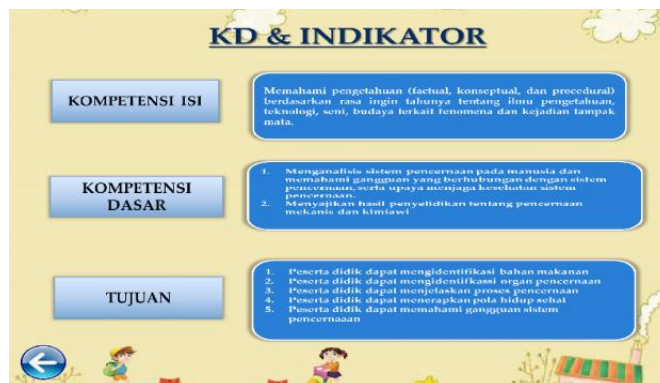 KD & INDIKATOR
KOMPETENSI ISI
Memahami pengetahuan (factual, konseptual, dan procedural)
berdasarkan rasa ingin tahunya tentang ilmu pengetahuan,
teknologi, seni, budaya terkait fenomena dan kejadian tampak
mata.
KOMPETENSI
DASAR
1. Menganalisis sistem pencernaan pada manusia dan
memahami gangguan yang berhubungan dengan sistem
pencernaan, serta upaya menjaga kesehatan sistem
pencernaan.
2. Menyajikan hasil penyelidikan tentang pencernaan
mekanis dan kimiawi
TUJUAN
1. Peserta didik dapat mengidentifikasi bahan makanan
2. Peserta didik dapat mengidentifkassi organ pencernaan
3. Peserta didik dapat menjelaskan proses pencernaan
4. Peserta didik dapat menerapkan pola hidup sehat
5. Peserta didik dapat memahami gangguan sistem
pencernaaan